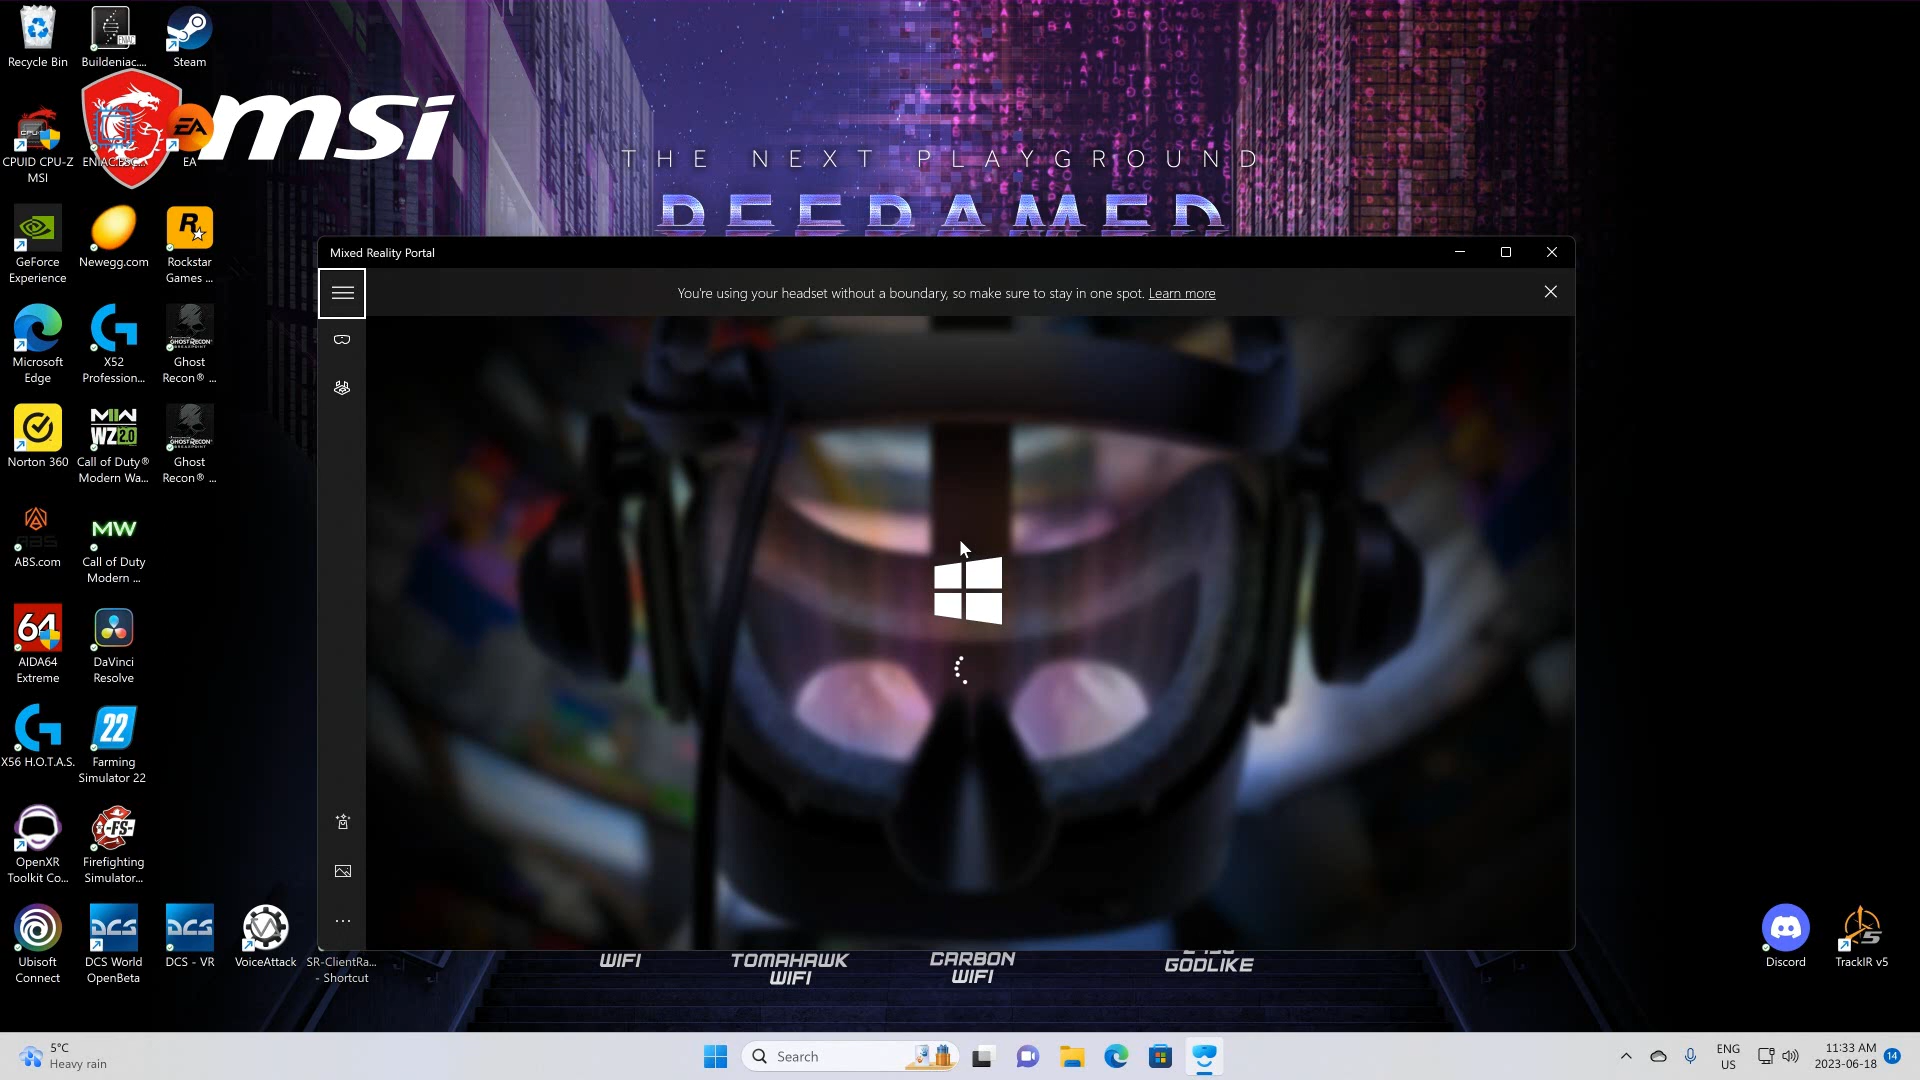 Recycle Bin
Buildeniac....
Steam
msi
CPUID CPU-Z
MSI
EA
THE NEXT PLAYGROUND
GeForce
Experience
Newegg.com
Rockstar
Games ...
Mixed Reality Portal
You're using your headset without a boundary, so make sure to stay in one spot. Learn more
Microsoft
Edge
X52
Profession...
Ghost
Recon® ...
Norton 360
Call of Duty®
Modern Wa...
Ghost
Recon® ...
ABS.com
Call of Duty
Modern ...
AIDA64
Extreme
DaVinci
Resolve
X56 H.O.T.A.S.
Farming
Simulator 22
OpenXR
Toolkit Co...
Firefighting
Simulator...
Ubisoft
Connect
DCS World
OpenBeta
DCS - VR
VoiceAttack
SR-ClientRa...
- Shortcut
WIFI
TOMAHAWK
WIFI
CARBON
WIFI
GODLIKE
Discord
TrackIR v5
5°C
Heavy rain
Search
ENG
US
11:33 AM
2023-06-18
14